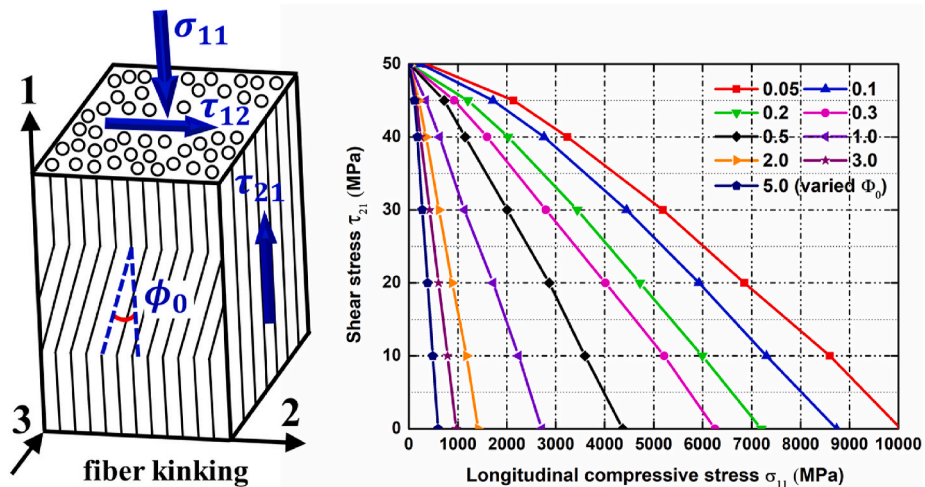 σ₁₁
1
τ₁₂
τ₂₁
ϕ₀
3
2
fiber kinking
Shear stress τ₂₁ (MPa)
50
40
30
20
10
0
0.05 0.1
0.2 0.3
0.5 1.0
2.0 3.0
5.0 (varied Φ₀)
0 1000 2000 3000 4000 5000 6000 7000 8000 9000 10000
Longitudinal compressive stress σ₁₁ (MPa)